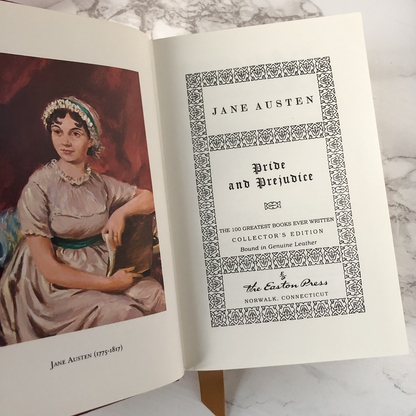 JANE AUSTEN (1775-1817)
JANE AUSTEN
Pride
and Prejudice
THE 100 GREATEST BOOKS EVER WRITTEN
COLLECTOR'S EDITION
Bound in Genuine Leather
The Easton Press
NORWALK, CONNECTICUT